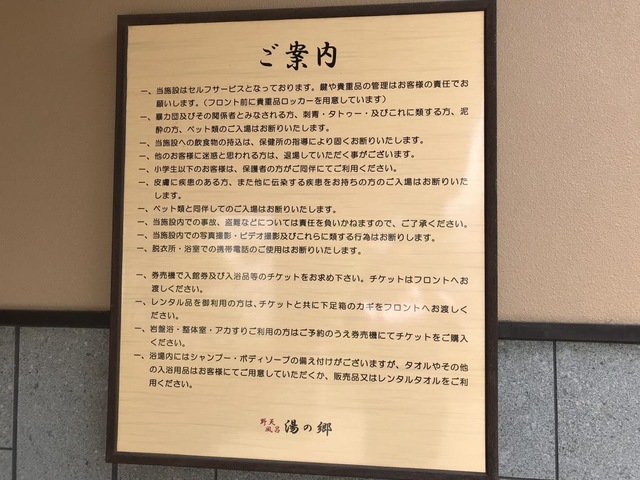 ご案内
一、当施設はセルフサービスとなっております。鍵や貴重品の管理はお客様の責任でお
願いします。（フロント前に貴重品ロッカーを用意しています）
一、暴力団及びその関係者とみなされる方、刺青・タトゥー・及びこれに類する方、泥
酔の方、ペット類のご入場はお断りいたします。
一、当施設への飲食物の持込は、保健所の指導により固くお断りいたします。
一、他のお客様に迷惑と思われる方は、退場していただく事がございます。
一、小学生以下のお客様は、保護者の方がご同伴にてご利用ください。
一、皮膚に疾患のある方、また他に伝染する疾患をお持ちの方のご入場はお断りいた
します。
一、ペット類と同伴してのご入場はお断りいたします。
一、当施設内での事故、盗難などについては責任を負いかねますので、ご了承ください。
一、当施設内での写真撮影・ビデオ撮影及びこれらに類する行為はお断りします。
一、脱衣所・浴室での携帯電話のご使用はお断りいたします。
一、券売機で入館券及び入浴品等のチケットをお求め下さい。チケットはフロントへお
渡しください。
一、レンタル品を御利用の方は、チケットと共に下足箱のカギをフロントへお渡しくだ
さい。
一、岩盤浴・整体室・アカすりご利用の方はご予約のうえ券売機にてチケットをご購入
ください。
一、浴場内にはシャンプー・ボディソープの備え付けがございますが、タオルやその他
の入浴用品はお客様にてご用意していただくか、販売品又はレンタルタオルをご利
用ください。
野天風呂 湯の郷